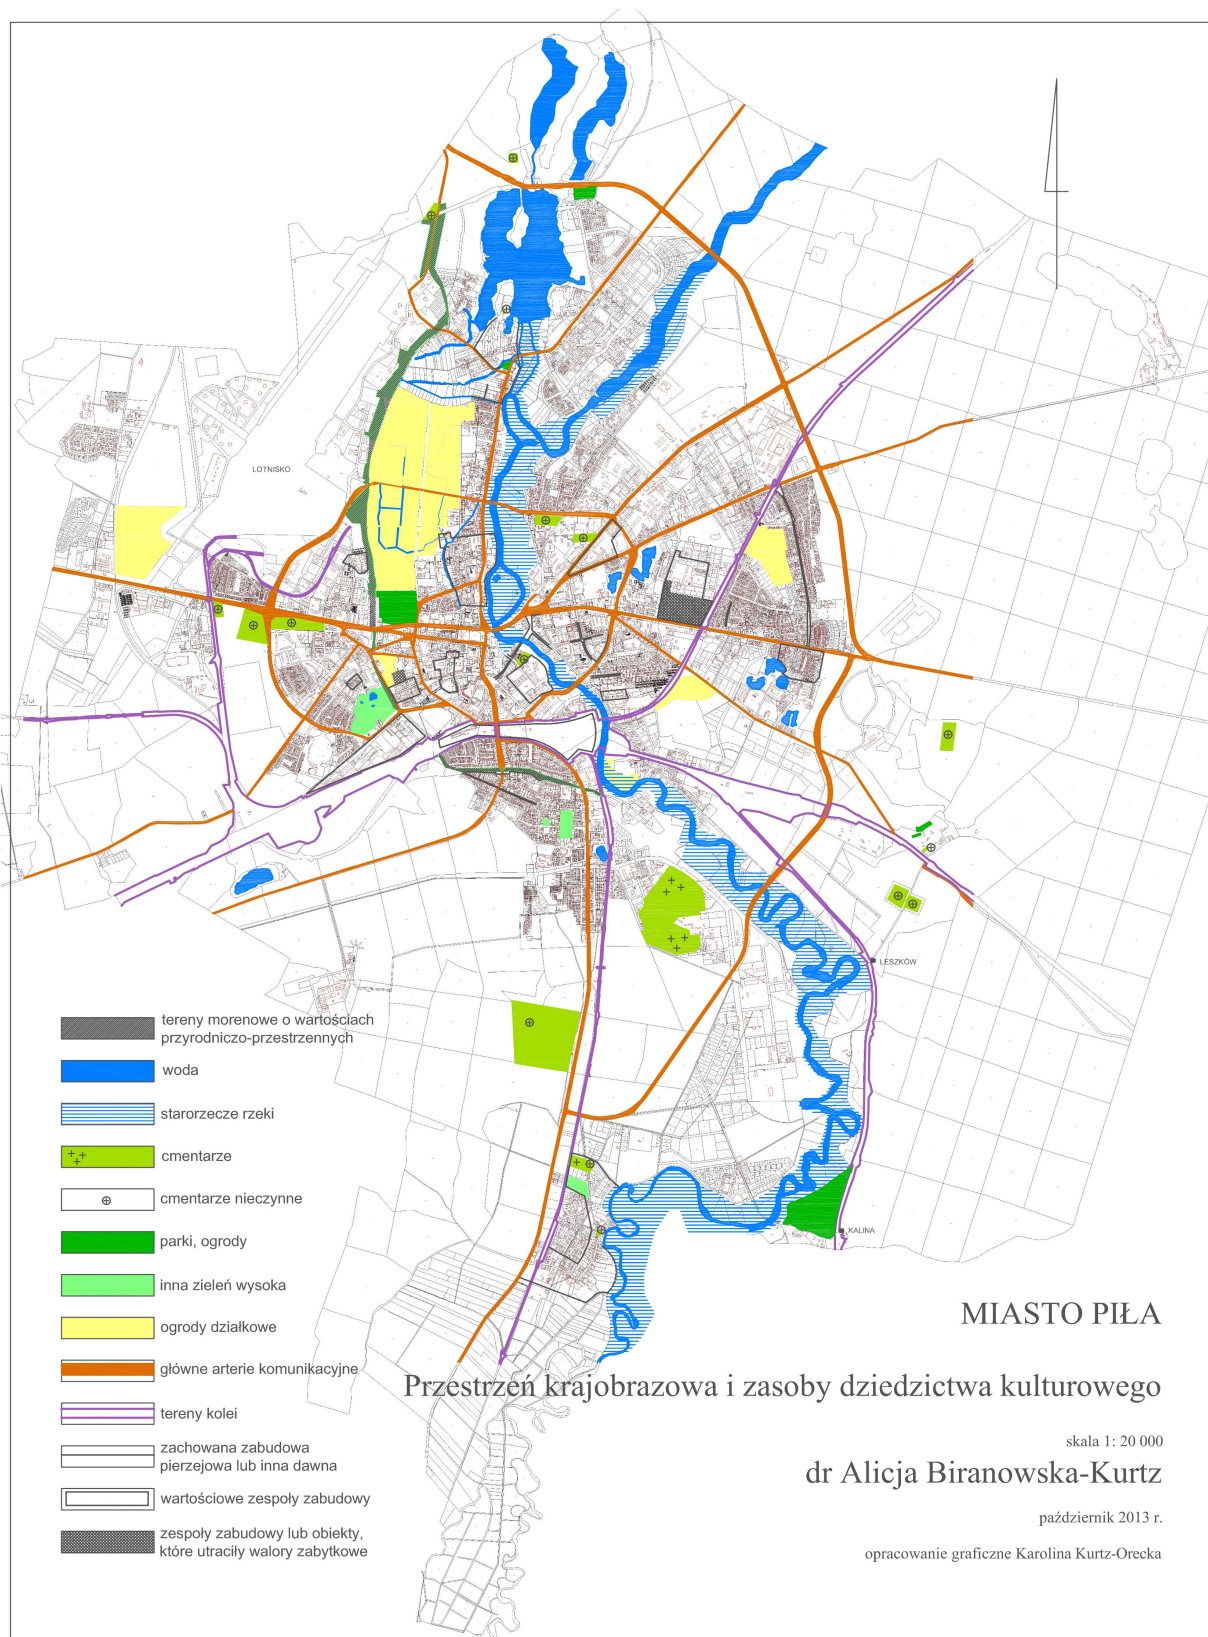 LOTNISKO
LESZKÓW
KALINA
tereny morenowe o wartościach
przyrodniczo-przestrzennych
woda
starorzecze rzeki
cmentarze
cmentarze nieczynne
parki, ogrody
inna zieleń wysoka
ogrody działkowe
główne arterie komunikacyjne
tereny kolei
zachowana zabudowa
pierzejowa lub inna dawna
wartościowe zespoły zabudowy
zespoły zabudowy lub obiekty,
które utraciły walory zabytkowe
MIASTO PIŁA
Przestrzeń krajobrazowa i zasoby dziedzictwa kulturowego
skala 1: 20 000
dr Alicja Biranowska-Kurtz
październik 2013 r.
opracowanie graficzne Karolina Kurtz-Orecka